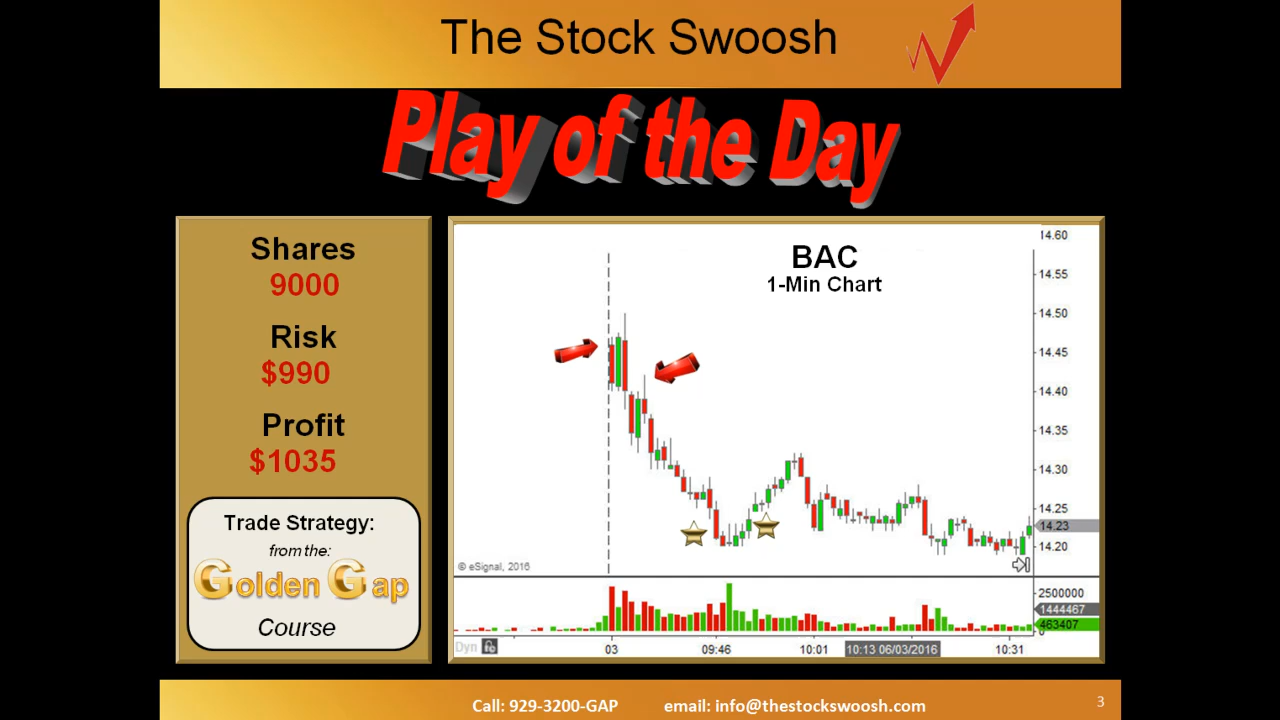 The Stock Swoosh
Play of the Day
Shares
9000
Risk
$990
Profit
$1035
Trade Strategy:
from the:
Golden Gap
Course
BAC
1-Min Chart
14.60
14.55
14.50
14.45
14.40
14.35
14.30
14.25
14.23
14.20
© eSignal, 2016
2500000
1444467
463407
0
Dyn
03
09:46
10:01
10:13 06/03/2016
10:31
Call: 929-3200-GAP
email: info@thestockswoosh.com
3